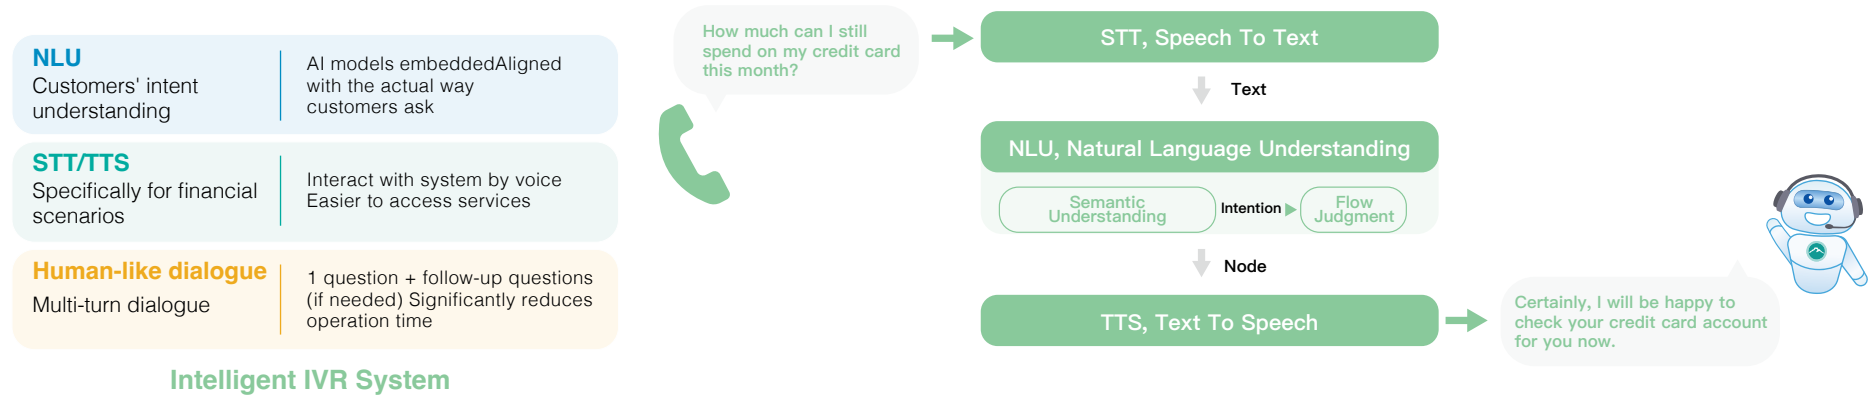 NLU
Customers' intent
understanding
AI models embeddedAligned
with the actual way
customers ask
STT/TTS
Specifically for financial
scenarios
Interact with system by voice
Easier to access services
Human-like dialogue
Multi-turn dialogue
1 question + follow-up questions
(if needed) Significantly reduces
operation time
Intelligent IVR System
How much can I still
spend on my credit card
this month?
STT, Speech To Text
Text
NLU, Natural Language Understanding
Semantic
Understanding
Intention
Flow
Judgment
Node
TTS, Text To Speech
Certainly, I will be happy to
check your credit card account
for you now.